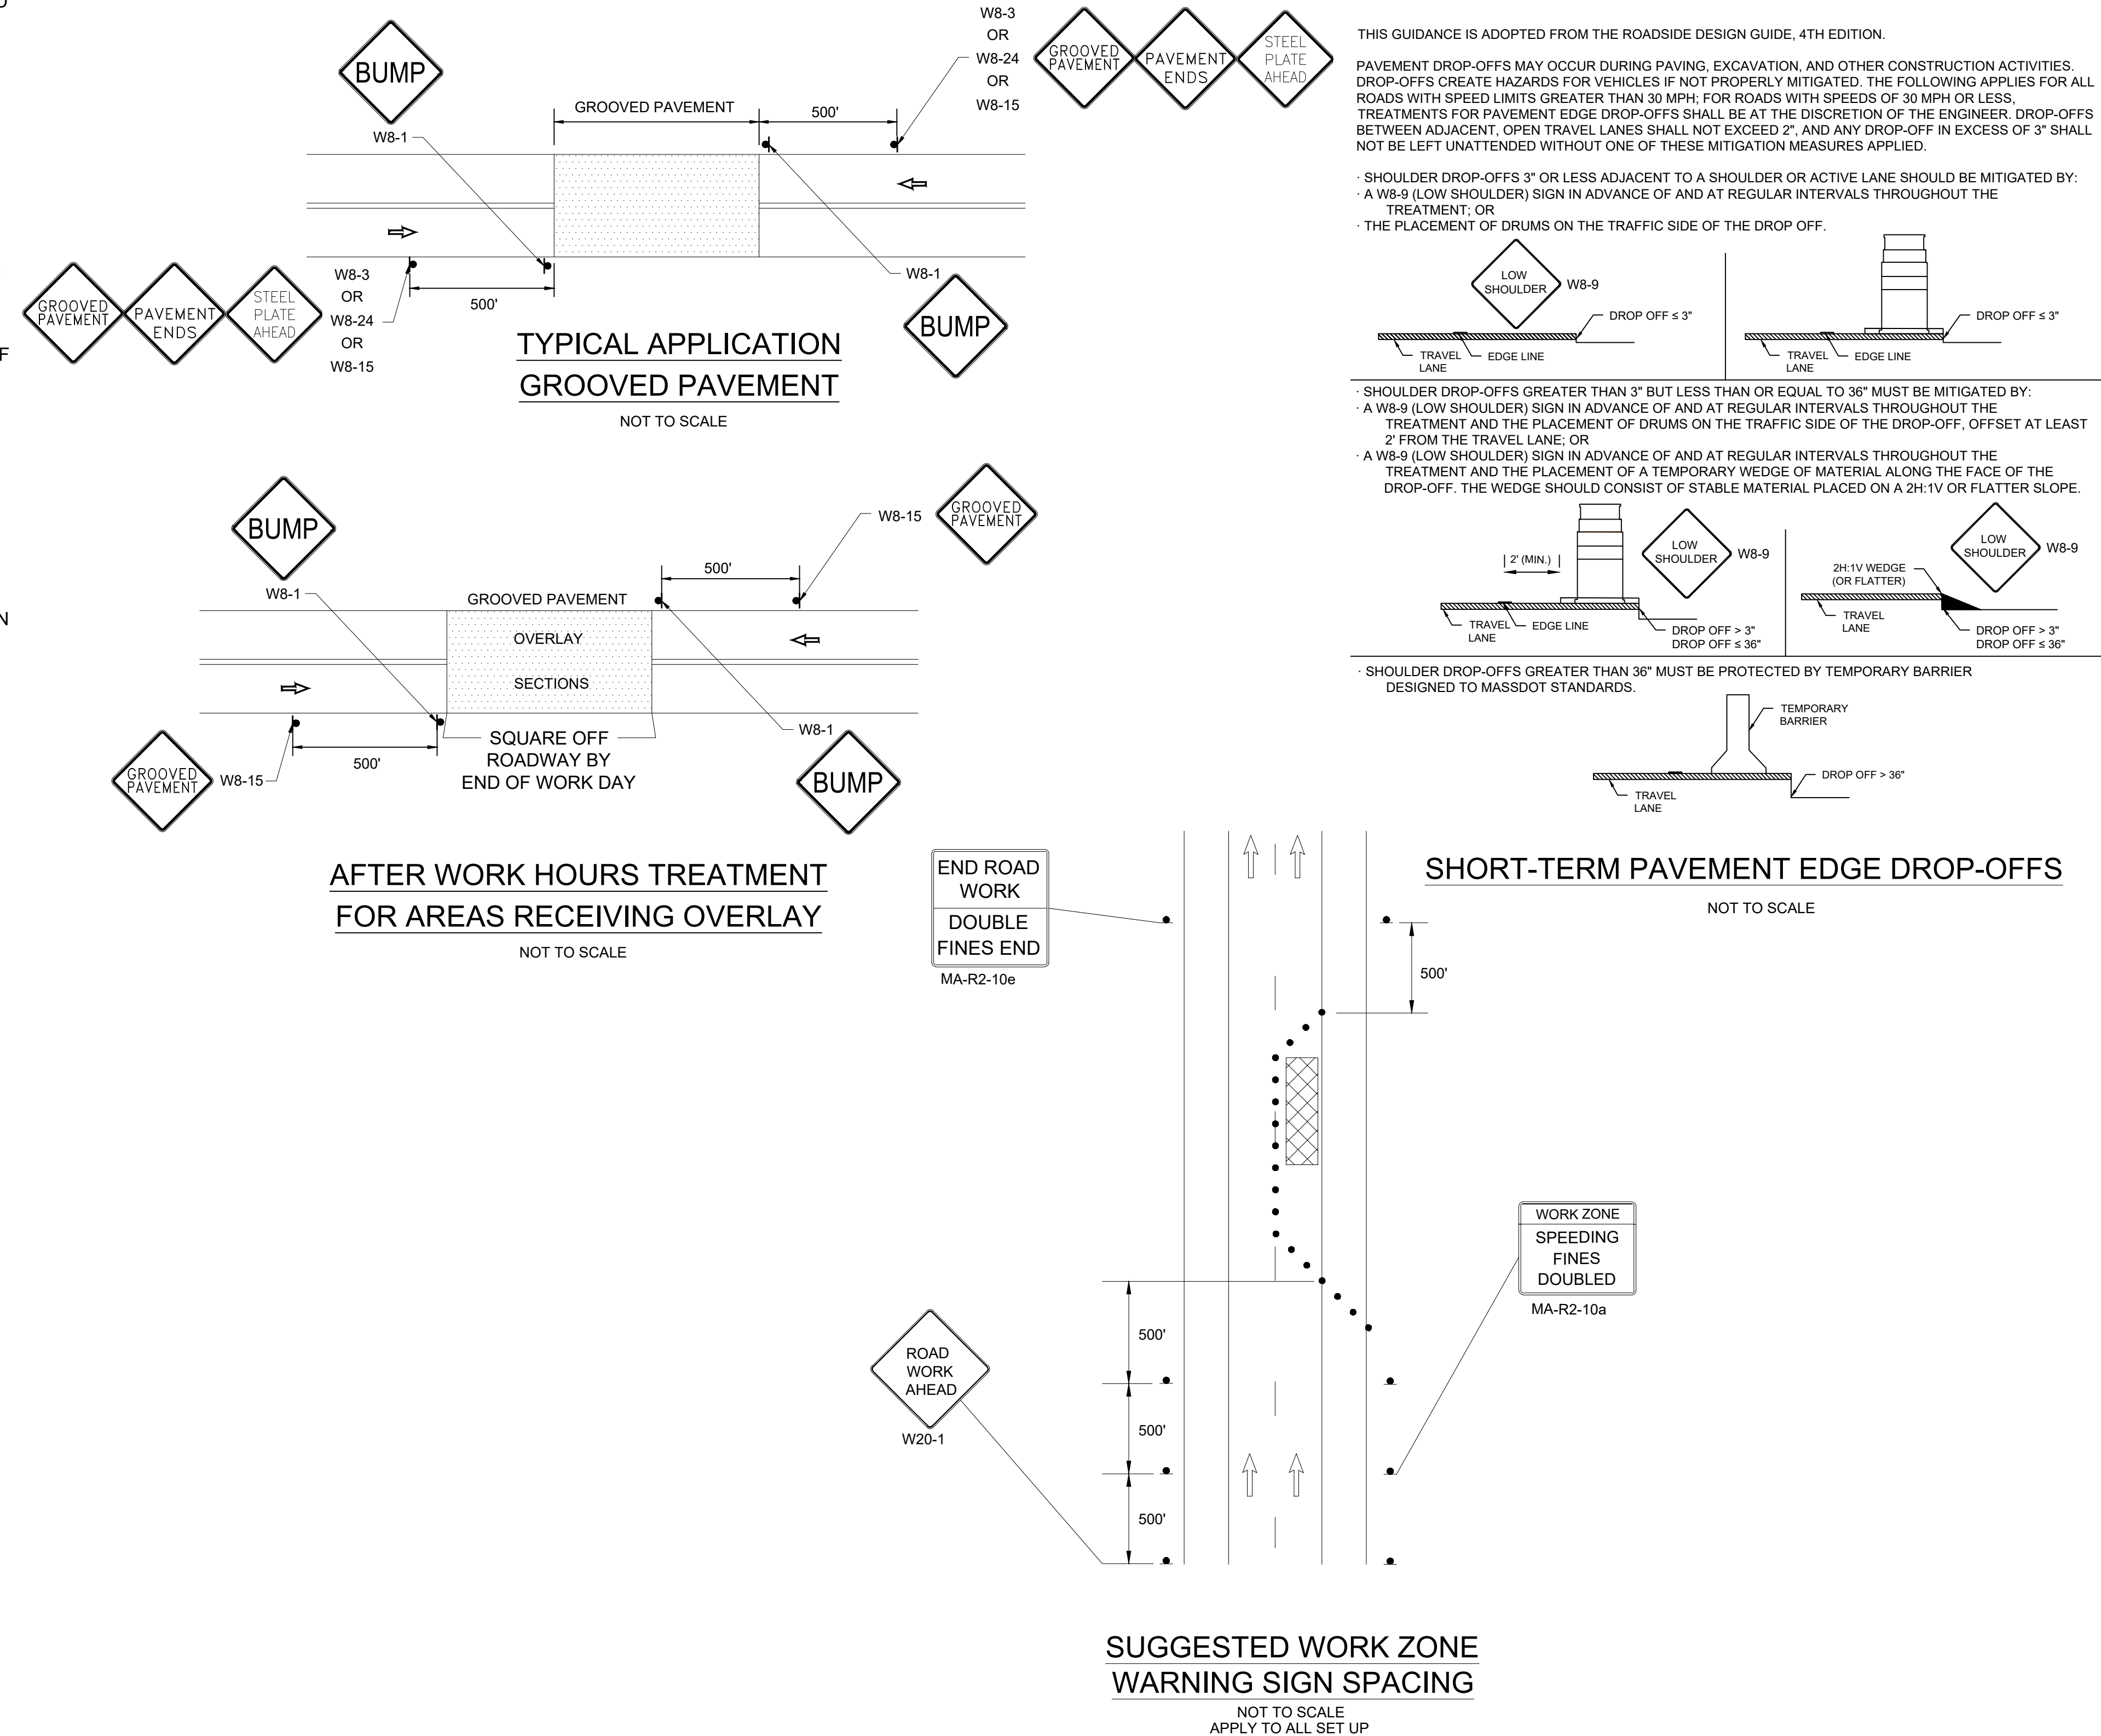 BUMP
W8-1
GROOVED PAVEMENT
500'
W8-3
OR
W8-24
OR
W8-15
GROOVED
PAVEMENT
PAVEMENT
ENDS
STEEL
PLATE
AHEAD
GROOVED
PAVEMENT
PAVEMENT
ENDS
STEEL
PLATE
AHEAD
W8-3
OR
W8-24
OR
W8-15
500'
W8-1
BUMP
TYPICAL APPLICATION
GROOVED PAVEMENT
NOT TO SCALE
BUMP
W8-1
GROOVED PAVEMENT
500'
W8-15
GROOVED
PAVEMENT
OVERLAY
SECTIONS
GROOVED
PAVEMENT
W8-15
500'
SQUARE OFF
ROADWAY BY
END OF WORK DAY
W8-1
BUMP
AFTER WORK HOURS TREATMENT
FOR AREAS RECEIVING OVERLAY
NOT TO SCALE
THIS GUIDANCE IS ADOPTED FROM THE ROADSIDE DESIGN GUIDE, 4TH EDITION.
PAVEMENT DROP-OFFS MAY OCCUR DURING PAVING, EXCAVATION, AND OTHER CONSTRUCTION ACTIVITIES.
DROP-OFFS CREATE HAZARDS FOR VEHICLES IF NOT PROPERLY MITIGATED. THE FOLLOWING APPLIES FOR ALL
ROADS WITH SPEED LIMITS GREATER THAN 30 MPH; FOR ROADS WITH SPEEDS OF 30 MPH OR LESS,
TREATMENTS FOR PAVEMENT EDGE DROP-OFFS SHALL BE AT THE DISCRETION OF THE ENGINEER. DROP-OFFS
BETWEEN ADJACENT, OPEN TRAVEL LANES SHALL NOT EXCEED 2", AND ANY DROP-OFF IN EXCESS OF 3" SHALL
NOT BE LEFT UNATTENDED WITHOUT ONE OF THESE MITIGATION MEASURES APPLIED.
· SHOULDER DROP-OFFS 3" OR LESS ADJACENT TO A SHOULDER OR ACTIVE LANE SHOULD BE MITIGATED BY:
· A W8-9 (LOW SHOULDER) SIGN IN ADVANCE OF AND AT REGULAR INTERVALS THROUGHOUT THE
TREATMENT; OR
· THE PLACEMENT OF DRUMS ON THE TRAFFIC SIDE OF THE DROP OFF.
LOW
SHOULDER
W8-9
DROP OFF ≤ 3"
TRAVEL
LANE
EDGE LINE
DROP OFF ≤ 3"
TRAVEL
LANE
EDGE LINE
· SHOULDER DROP-OFFS GREATER THAN 3" BUT LESS THAN OR EQUAL TO 36" MUST BE MITIGATED BY:
· A W8-9 (LOW SHOULDER) SIGN IN ADVANCE OF AND AT REGULAR INTERVALS THROUGHOUT THE
TREATMENT AND THE PLACEMENT OF DRUMS ON THE TRAFFIC SIDE OF THE DROP-OFF, OFFSET AT LEAST
2' FROM THE TRAVEL LANE; OR
· A W8-9 (LOW SHOULDER) SIGN IN ADVANCE OF AND AT REGULAR INTERVALS THROUGHOUT THE
TREATMENT AND THE PLACEMENT OF A TEMPORARY WEDGE OF MATERIAL ALONG THE FACE OF THE
DROP-OFF. THE WEDGE SHOULD CONSIST OF STABLE MATERIAL PLACED ON A 2H:1V OR FLATTER SLOPE.
2' (MIN.)
LOW
SHOULDER
W8-9
TRAVEL
LANE
EDGE LINE
DROP OFF > 3"
DROP OFF ≤ 36"
LOW
SHOULDER
W8-9
2H:1V WEDGE
(OR FLATTER)
TRAVEL
LANE
DROP OFF > 3"
DROP OFF ≤ 36"
· SHOULDER DROP-OFFS GREATER THAN 36" MUST BE PROTECTED BY TEMPORARY BARRIER
DESIGNED TO MASSDOT STANDARDS.
TEMPORARY
BARRIER
DROP OFF > 36"
TRAVEL
LANE
SHORT-TERM PAVEMENT EDGE DROP-OFFS
NOT TO SCALE
END ROAD
WORK
DOUBLE
FINES END
MA-R2-10e
500'
WORK ZONE
SPEEDING
FINES
DOUBLED
MA-R2-10a
500'
500'
500'
ROAD
WORK
AHEAD
W20-1
SUGGESTED WORK ZONE
WARNING SIGN SPACING
NOT TO SCALE
APPLY TO ALL SET UP